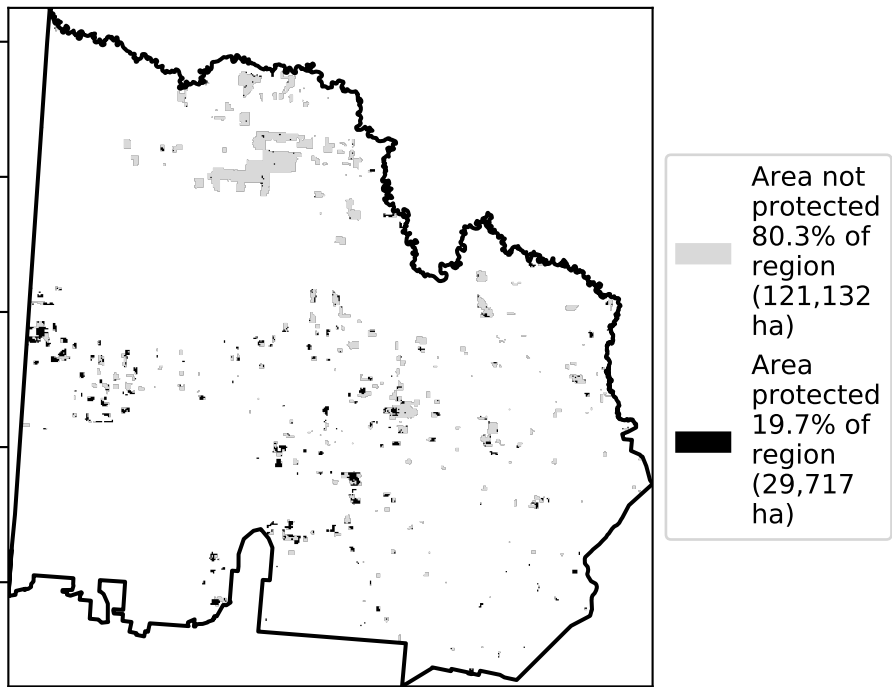 Area not
protected
80.3% of
region
(121,132
ha)
Area
protected
19.7% of
region
(29,717
ha)